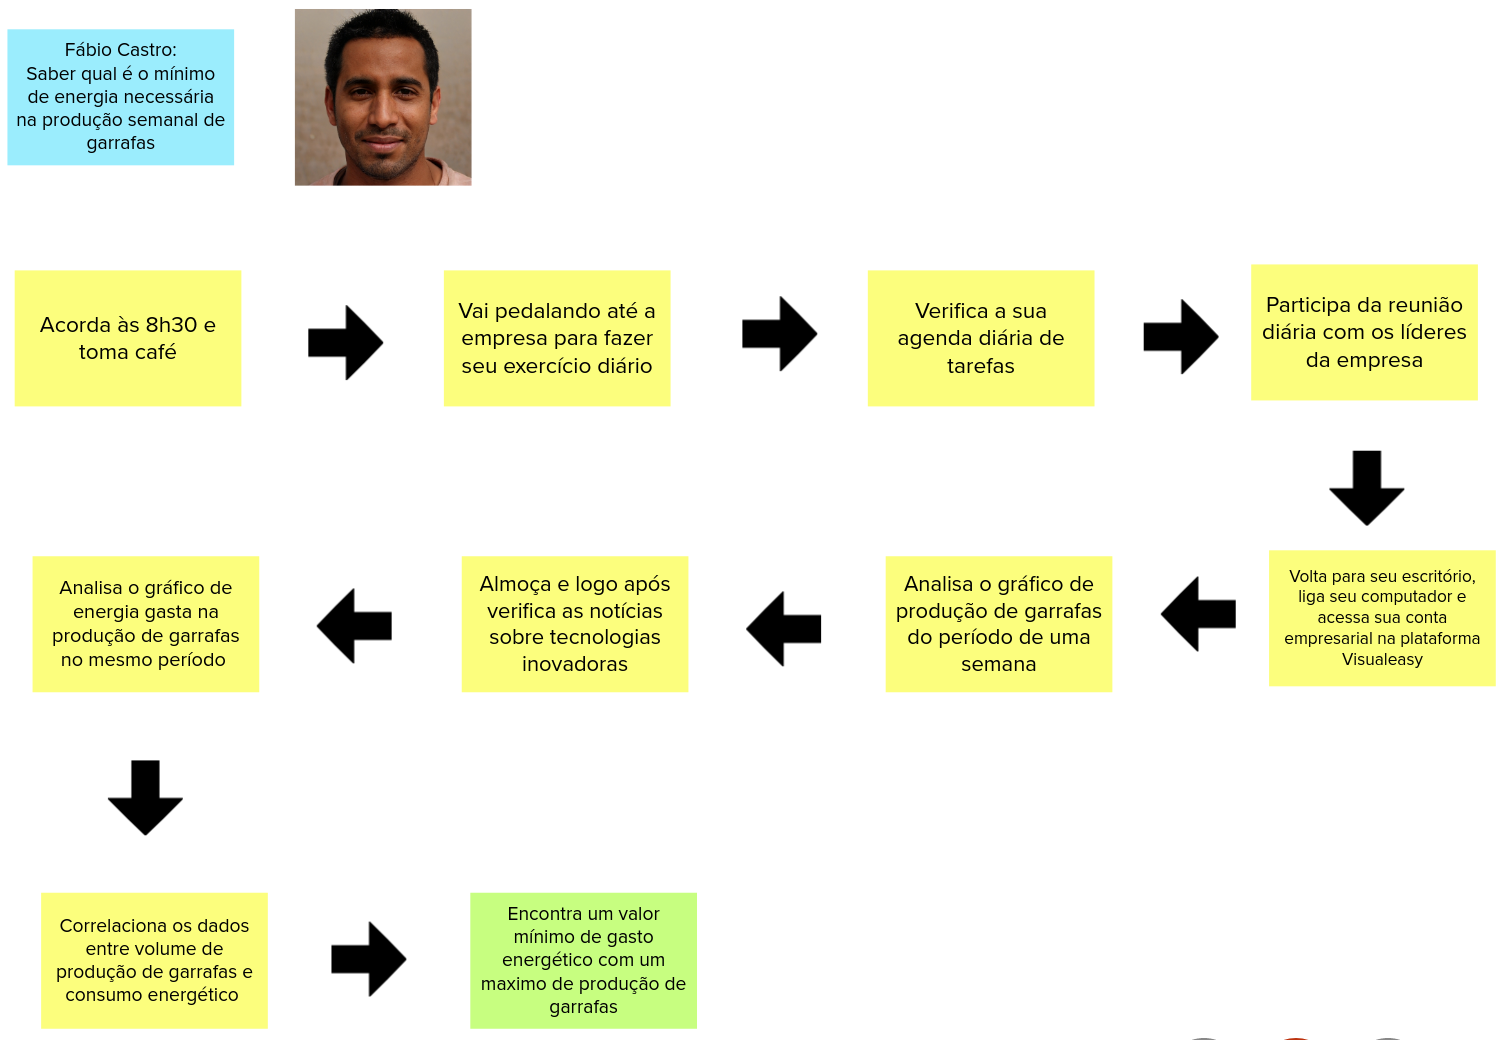 Fábio Castro:
Saber qual é o mínimo
de energia necessária
na produção semanal de
garrafas
Acorda às 8h30 e
toma café
Vai pedalando até a
empresa para fazer
seu exercício diário
Verifica a sua
agenda diária de
tarefas
Participa da reunião
diária com os líderes
da empresa
Volta para seu escritório,
liga seu computador e
acessa sua conta
empresarial na plataforma
Visualeasy
Analisa o gráfico de
produção de garrafas
do período de uma
semana
Almoça e logo após
verifica as notícias
sobre tecnologias
inovadoras
Analisa o gráfico de
energia gasta na
produção de garrafas
no mesmo período
Correlaciona os dados
entre volume de
produção de garrafas e
consumo energético
Encontra um valor
mínimo de gasto
energético com um
maximo de produção de
garrafas